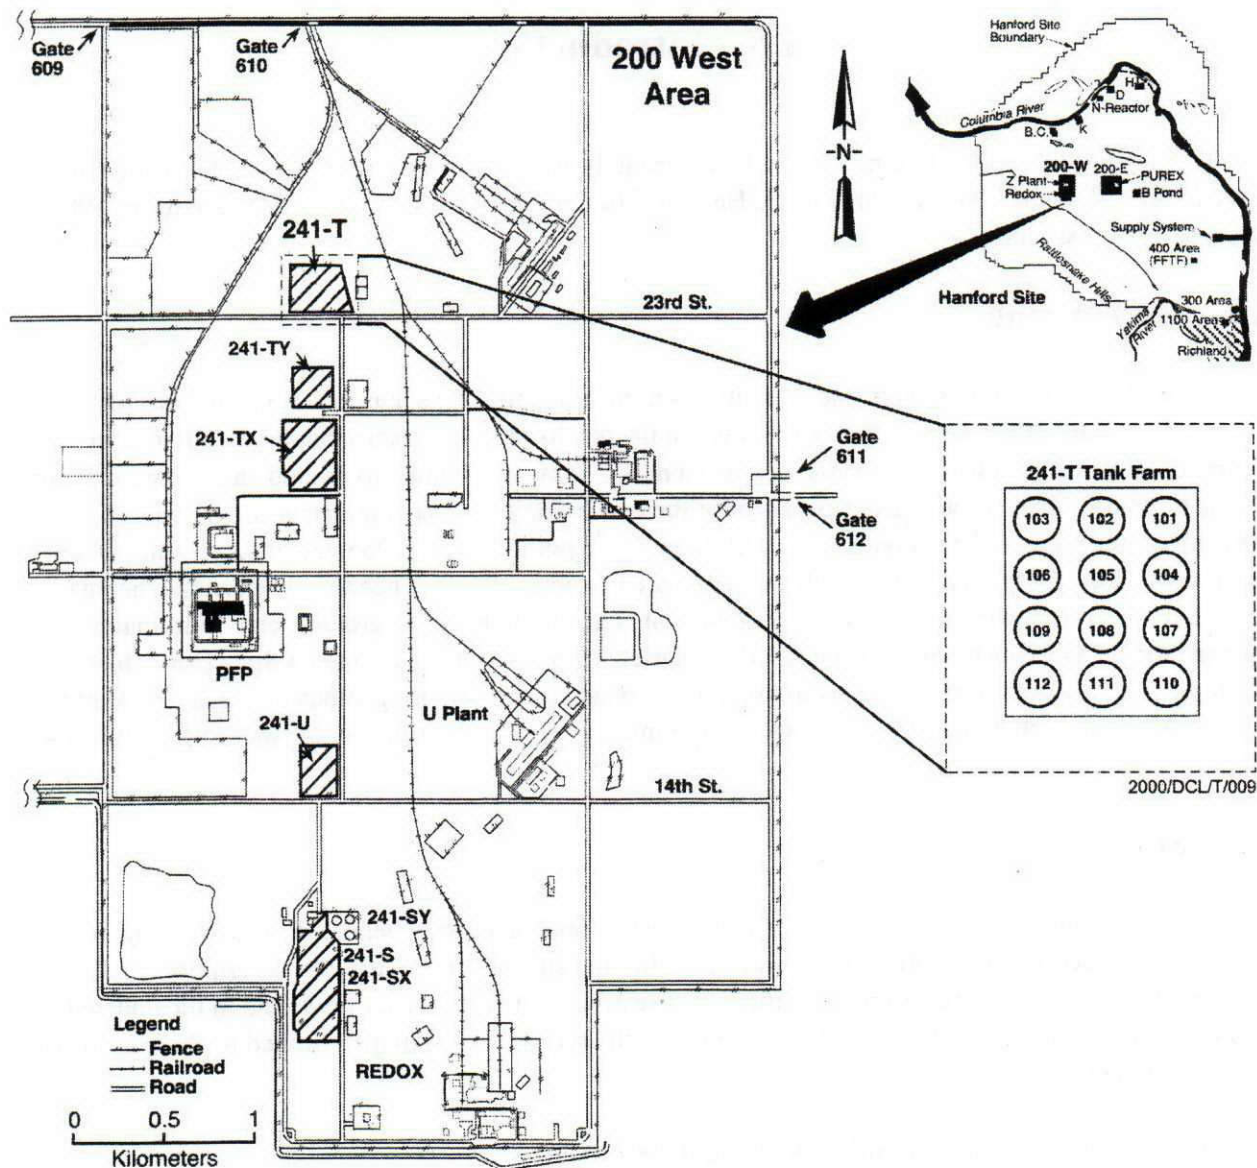 Gate
609
Gate
610
200 West
Area
Hanford Site
Boundary
Columbia River
H
D
N-Reactor
K
B.C.
200-W
200-E
Z Plant
Redox
PUREX
B Pond
Supply System
400 Area
(FFTF)
Rattlesnake Hills
Hanford Site
300 Area
1100 Area
Yakima
River
Richland
-N-
241-T
23rd St.
241-TY
241-TX
Gate
611
Gate
612
PFP
241-U
U Plant
14th St.
241-T Tank Farm
103 102 101
106 105 104
109 108 107
112 111 110
2000/DCL/T/009
241-SY
241-S
241-SX
REDOX
Legend
Fence
Railroad
Road
0 0.5 1
Kilometers